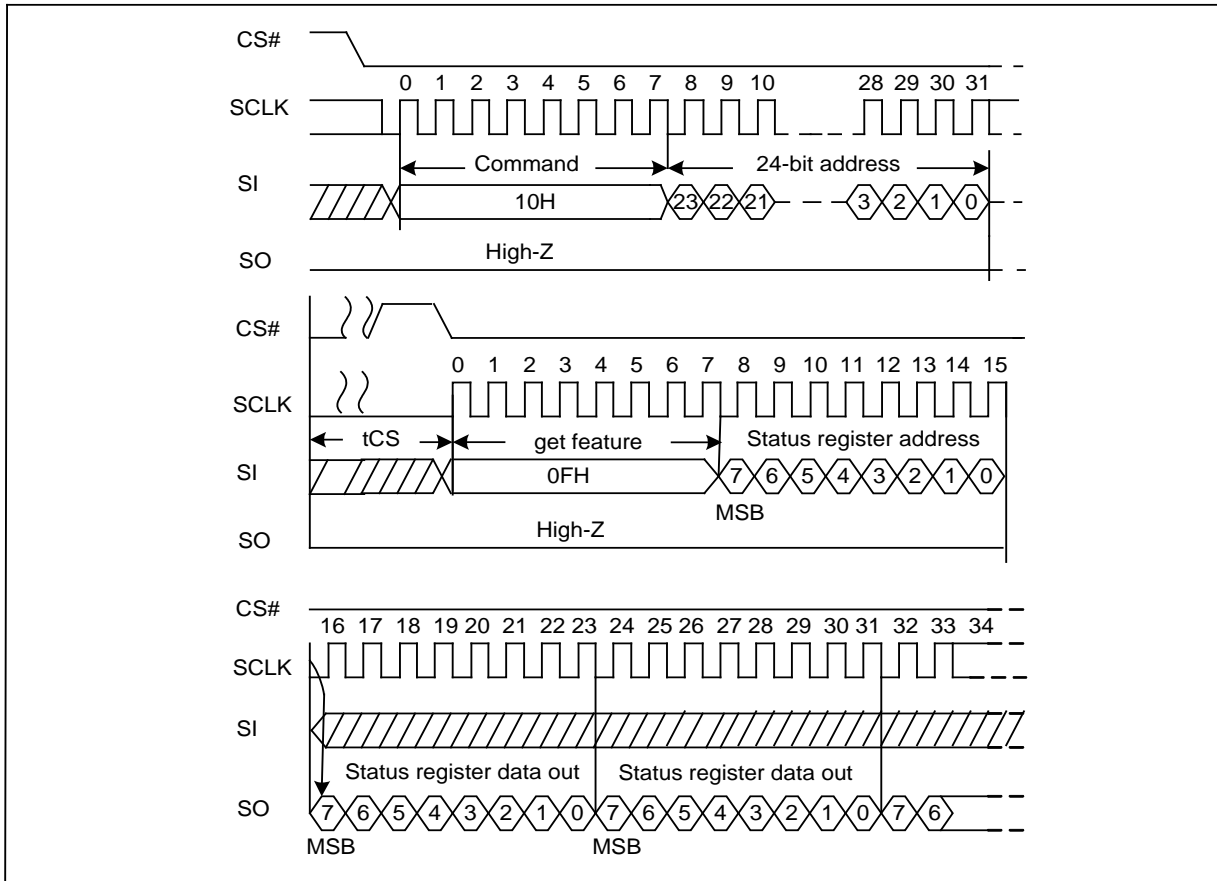 CS#
0 1 2 3 4 5 6 7 8 9 10 28 29 30 31
SCLK
Command 24-bit address
SI 10H 23 22 21 3 2 1 0
High-Z
SO
CS#
0 1 2 3 4 5 6 7 8 9 10 11 12 13 14 15
SCLK
tCS get feature Status register address
SI 0FH 7 6 5 4 3 2 1 0
MSB
High-Z
SO
CS#
16 17 18 19 20 21 22 23 24 25 26 27 28 29 30 31 32 33 34
SCLK
SI
Status register data out Status register data out
SO 7 6 5 4 3 2 1 0 7 6 5 4 3 2 1 0 7 6
MSB MSB